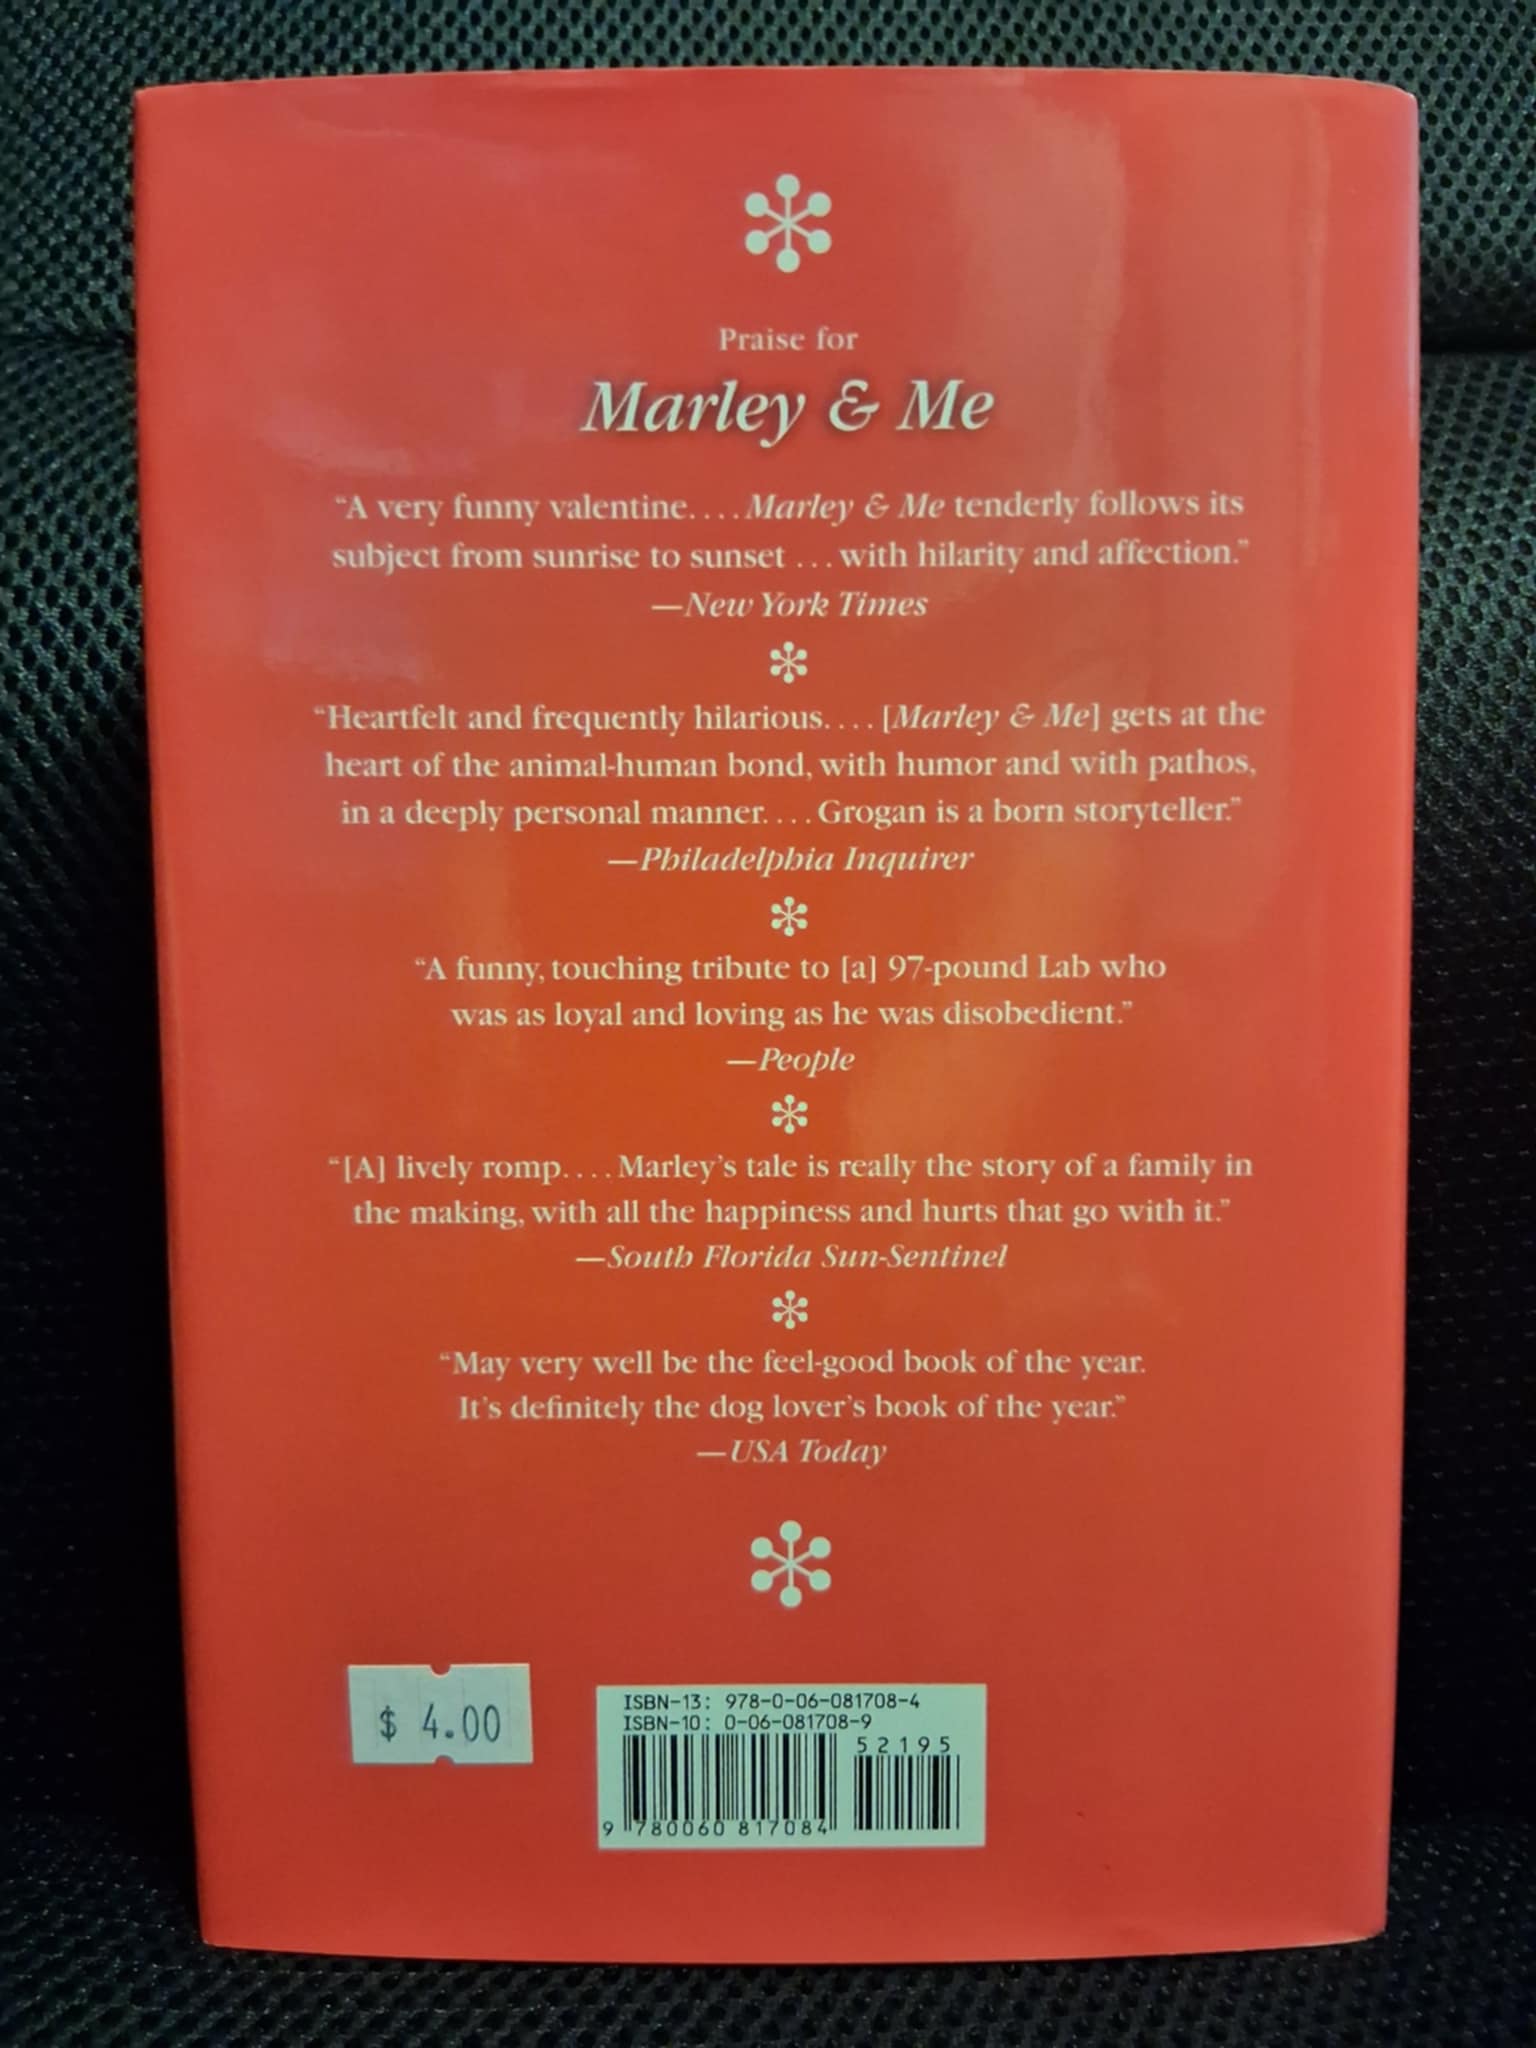 Praise for
Marley & Me
“A very funny valentine.... Marley & Me tenderly follows its
subject from sunrise to sunset ... with hilarity and affection.”
—New York Times
“Heartfelt and frequently hilarious.... [Marley & Me] gets at the
heart of the animal-human bond, with humor and with pathos,
in a deeply personal manner.... Grogan is a born storyteller.”
—Philadelphia Inquirer
“A funny, touching tribute to [a] 97-pound Lab who
was as loyal and loving as he was disobedient.”
—People
“[A] lively romp.... Marley’s tale is really the story of a family in
the making, with all the happiness and hurts that go with it.”
—South Florida Sun-Sentinel
“May very well be the feel-good book of the year.
It’s definitely the dog lover’s book of the year.”
—USA Today
$ 4.00
ISBN-13: 978-0-06-081708-4
ISBN-10: 0-06-081708-9
52195
9 780060 817084